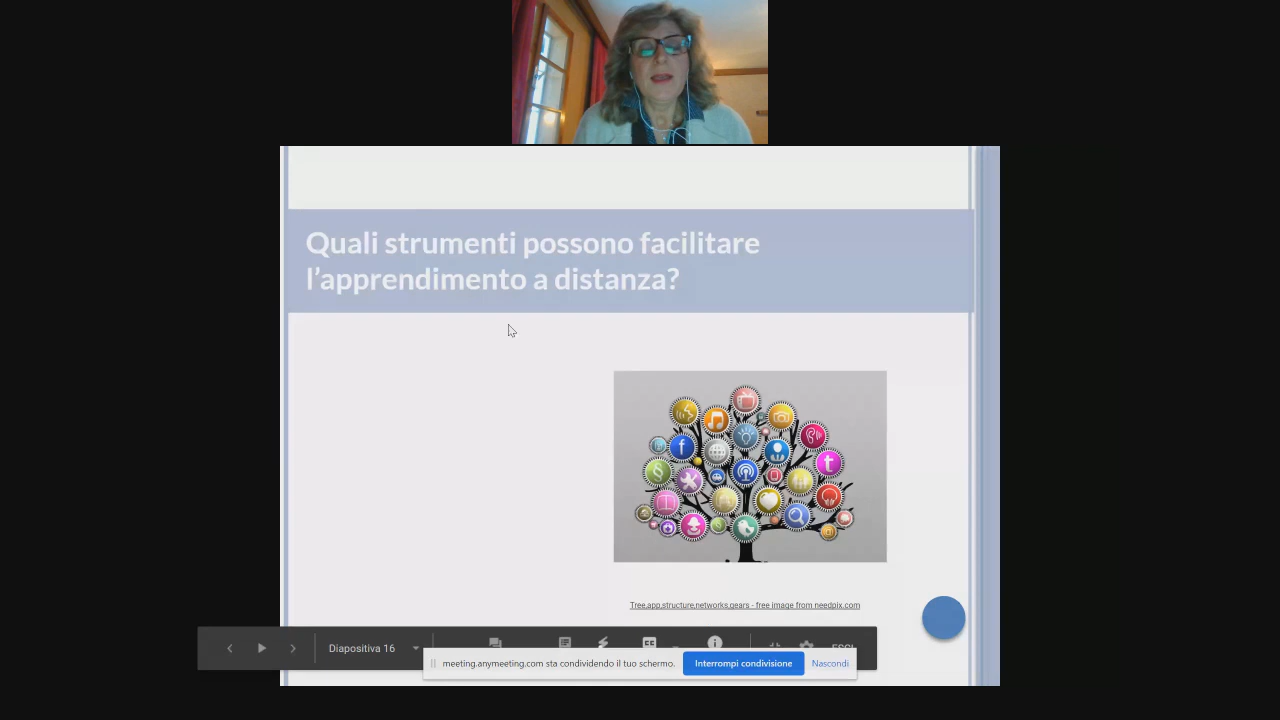 Quali strumenti possono facilitare
l'apprendimento a distanza?
f
t
Tree,app,structure,networks,gears - free image from needpix.com
Diapositiva 16
meeting.anymeeting.com sta condividendo il tuo schermo.
Interrompi condivisione
Nascondi